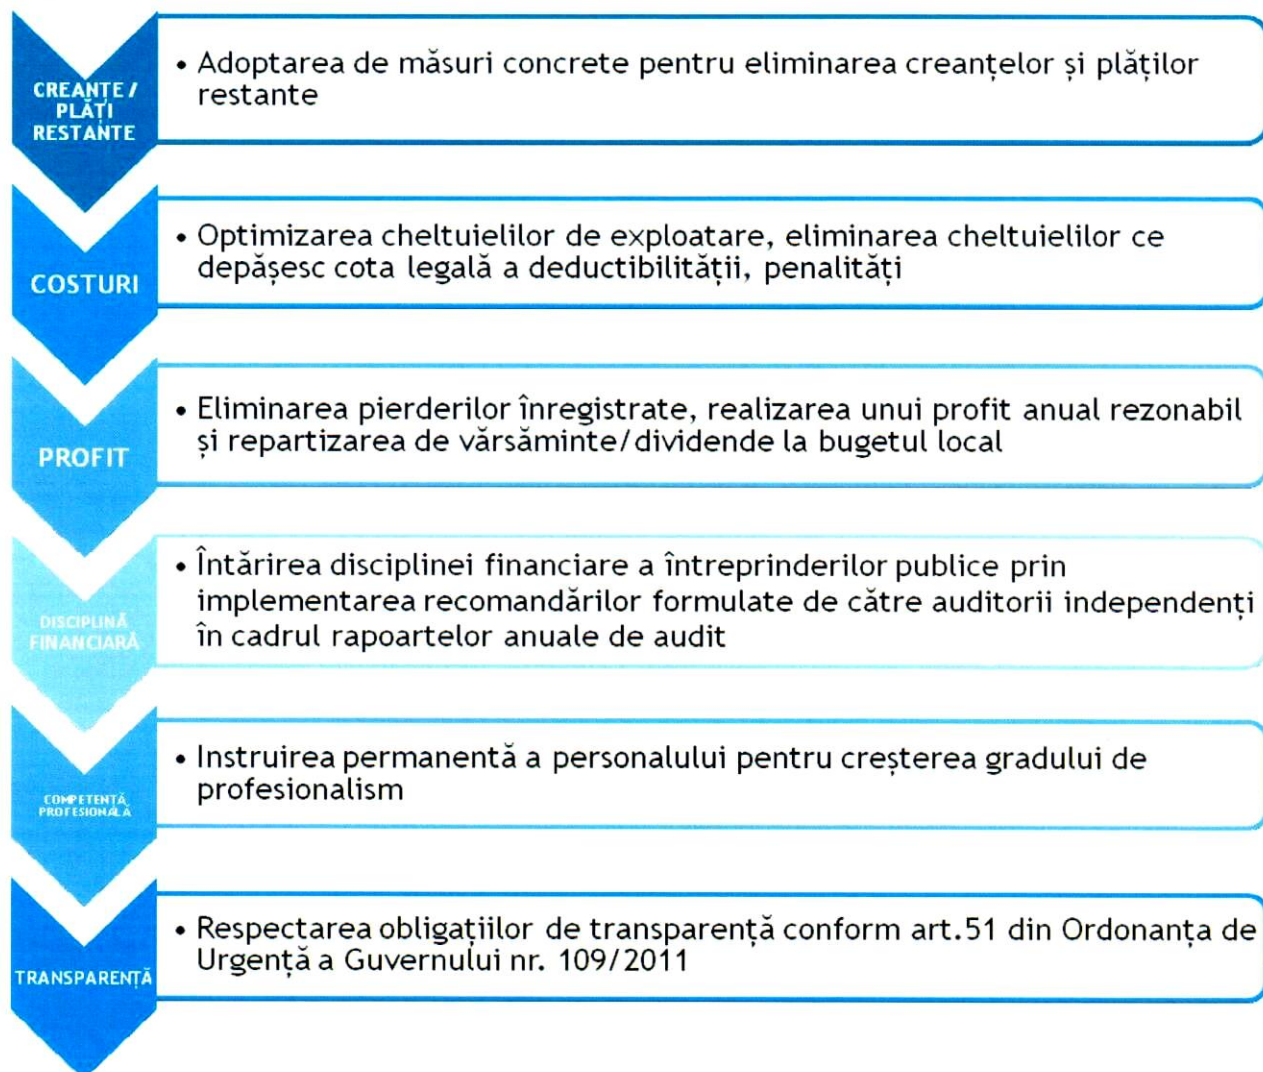 CREANȚE /
PLĂȚI
RESTANTE
• Adoptarea de măsuri concrete pentru eliminarea creanțelor și plăților
restante
COSTURI
• Optimizarea cheltuielilor de exploatare, eliminarea cheltuielilor ce
depășesc cota legală a deductibilității, penalități
PROFIT
• Eliminarea pierderilor înregistrate, realizarea unui profit anual rezonabil
și repartizarea de vărsăminte/dividende la bugetul local
DISCIPLINĂ
FINANCIARĂ
• Întărirea disciplinei financiare a întreprinderilor publice prin
implementarea recomandărilor formulate de către auditorii independenți
în cadrul rapoartelor anuale de audit
COMPETENȚĂ
PROFESIONALĂ
• Instruirea permanentă a personalului pentru creșterea gradului de
profesionalism
TRANSPARENȚĂ
• Respectarea obligațiilor de transparență conform art.51 din Ordonanța de
Urgență a Guvernului nr. 109/2011